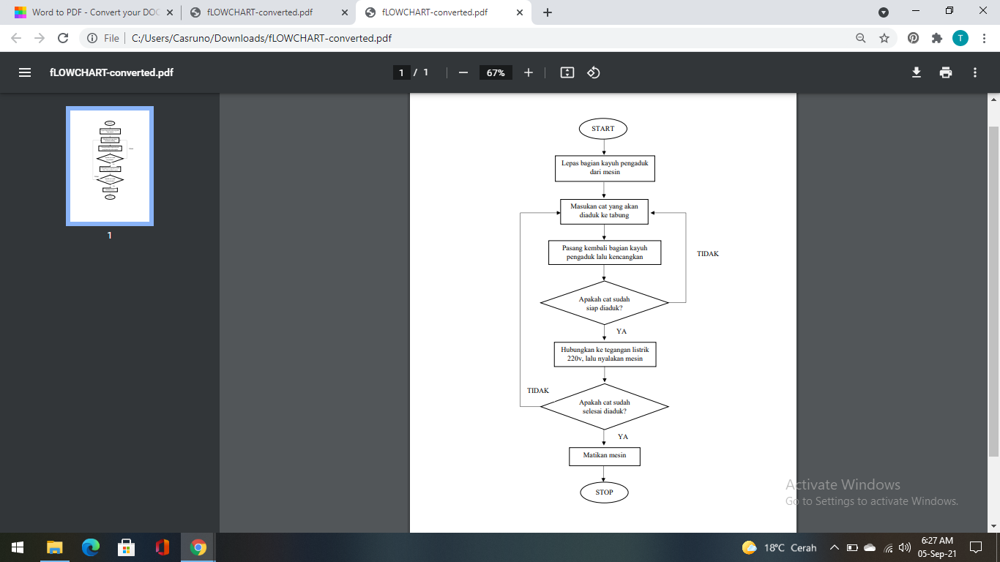 Word to PDF - Convert your DOC
fLOWCHART-converted.pdf
fLOWCHART-converted.pdf
File
C:/Users/Casruno/Downloads/fLOWCHART-converted.pdf
T
fLOWCHART-converted.pdf
1 / 1
67%
1
START
Lepas bagian kayuh pengaduk
dari mesin
Masukan cat yang akan
diaduk ke tabung
Pasang kembali bagian kayuh
pengaduk lalu kencangkan
TIDAK
Apakah cat sudah
siap diaduk?
YA
Hubungkan ke tegangan listrik
220v, lalu nyalakan mesin
TIDAK
Apakah cat sudah
selesai diaduk?
YA
Matikan mesin
STOP
Activate Windows
Go to Settings to activate Windows.
18°C Cerah
6:27 AM
05-Sep-21